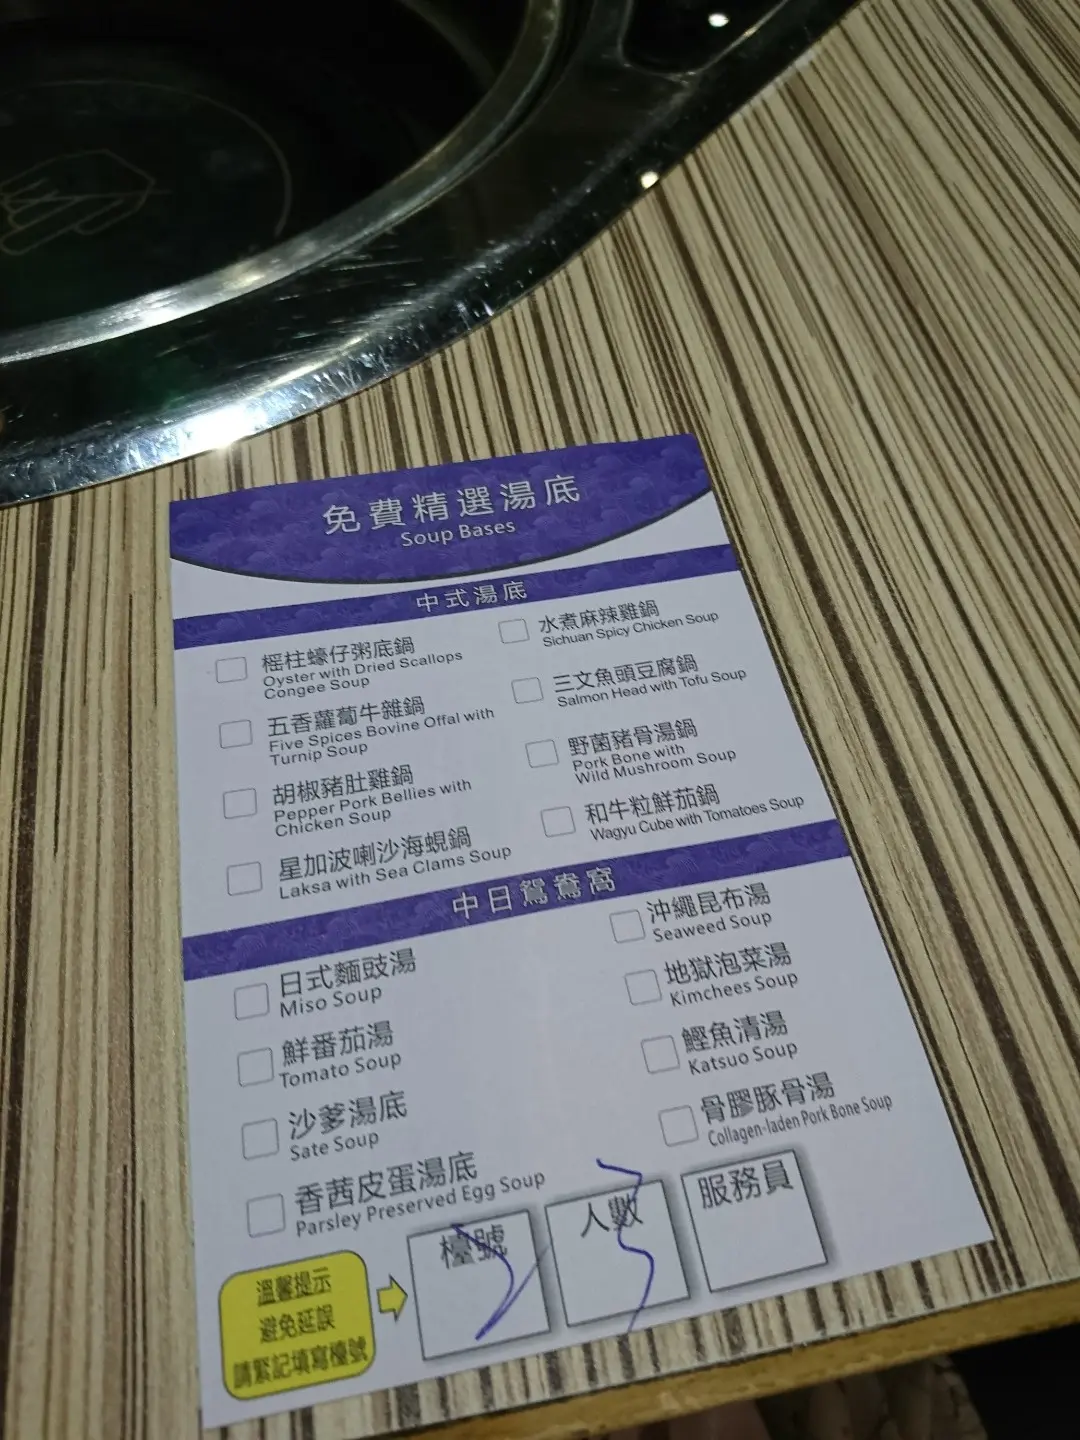 免費精選湯底
Soup Bases
中式湯底
榣柱蠔仔粥底鍋
Oyster with Dried Scallops
Congee Soup
五香蘿蔔牛雜鍋
Five Spices Bovine Offal with
Turnip Soup
胡椒豬肚雞鍋
Pepper Pork Bellies with
Chicken Soup
星加波喇沙海蜆鍋
Laksa with Sea Clams Soup
水煮麻辣雞鍋
Sichuan Spicy Chicken Soup
三文魚頭豆腐鍋
Salmon Head with Tofu Soup
野菌豬骨湯鍋
Pork Bone with
Wild Mushroom Soup
和牛粒鮮茄鍋
Wagyu Cube with Tomatoes Soup
中日鴛鴦窩
日式麵豉湯
Miso Soup
鮮番茄湯
Tomato Soup
沙爹湯底
Sate Soup
香茜皮蛋湯底
Parsley Preserved Egg Soup
沖繩昆布湯
Seaweed Soup
地獄泡菜湯
Kimchees Soup
鰹魚清湯
Katsuo Soup
骨膠豚骨湯
Collagen-laden Pork Bone Soup
溫馨提示
避免延誤
請緊記填寫檯號
檯號
人數
服務員